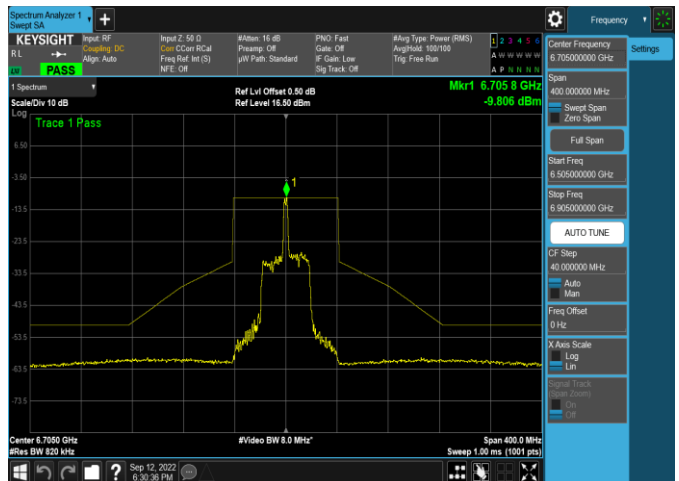 Spectrum Analyzer 1
Swept SA
Frequency
KEYSIGHT
RL
LW
PASS
Input: RF
Coupling: DC
Align: Auto
Input Z: 50 Ω
Corr CCorr RCal
Freq Ref: Int (S)
NFE: Off
#Atten: 16 dB
Preamp: Off
µW Path: Standard
PNO: Fast
Gate: Off
IF Gain: Low
Sig Track: Off
#Avg Type: Power (RMS)
Avg|Hold: 100/100
Trig: Free Run
1 2 3 4 5 6
A W W W W W
A P N N N N
1 Spectrum
Scale/Div 10 dB
Log
Ref Lvl Offset 0.50 dB
Ref Level 16.50 dBm
Mkr1 6.705 8 GHz
-9.806 dBm
Trace 1 Pass
1
6.50
-3.50
-13.5
-23.5
-33.5
-43.5
-53.5
-63.5
-73.5
Center 6.7050 GHz
#Res BW 820 kHz
#Video BW 8.0 MHz*
Span 400.0 MHz
Sweep 1.00 ms (1001 pts)
Sep 12, 2022
6:30:36 PM
?
Center Frequency
6.705000000 GHz
Settings
Span
400.000000 MHz
Swept Span
Zero Span
Full Span
Start Freq
6.505000000 GHz
Stop Freq
6.905000000 GHz
AUTO TUNE
CF Step
40.000000 MHz
Auto
Man
Freq Offset
0 Hz
X Axis Scale
Log
Lin
Signal Track
(Span Zoom)
On
Off